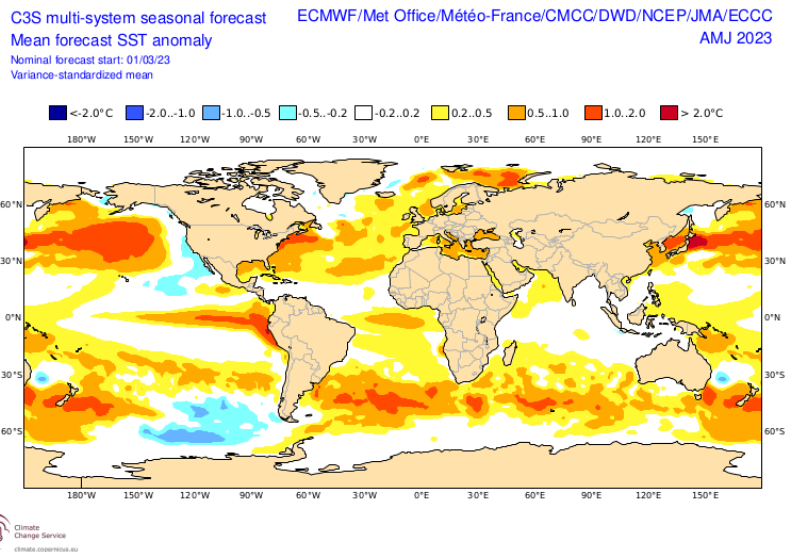 C3S multi-system seasonal forecast
ECMWF/Met Office/Météo-France/CMCC/DWD/NCEP/JMA/ECCC
Mean forecast SST anomaly
AMJ 2023
Nominal forecast start: 01/03/23
Variance-standardized mean
<-2.0°C -2.0..-1.0 -1.0..-0.5 -0.5..-0.2 -0.2..0.2 0.2..0.5 0.5..1.0 1.0..2.0 > 2.0°C
180°W 150°W 120°W 90°W 60°W 30°W 0°E 30°E 60°E 90°E 120°E 150°E
60°N 60°N
30°N 30°N
0°N 0°N
30°S 30°S
60°S 60°S
180°W 150°W 120°W 90°W 60°W 30°W 0°E 30°E 60°E 90°E 120°E 150°E
Climate
Change Service
climate.copernicus.eu